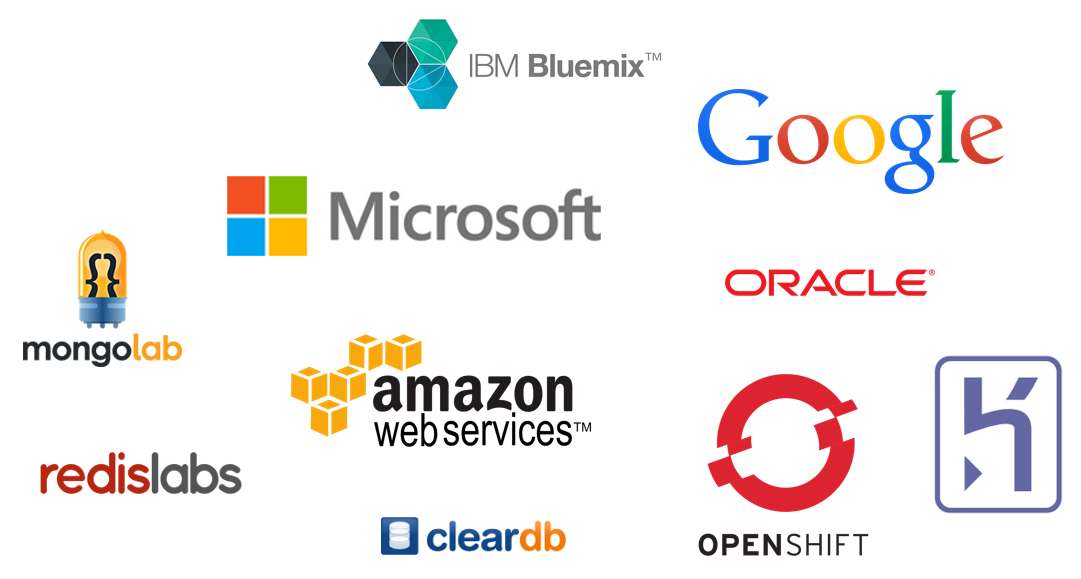 IBM Bluemix™
Google
Microsoft
{}
mongolab
ORACLE®
amazon
web services™
redislabs
cleardb
OPENSHIFT